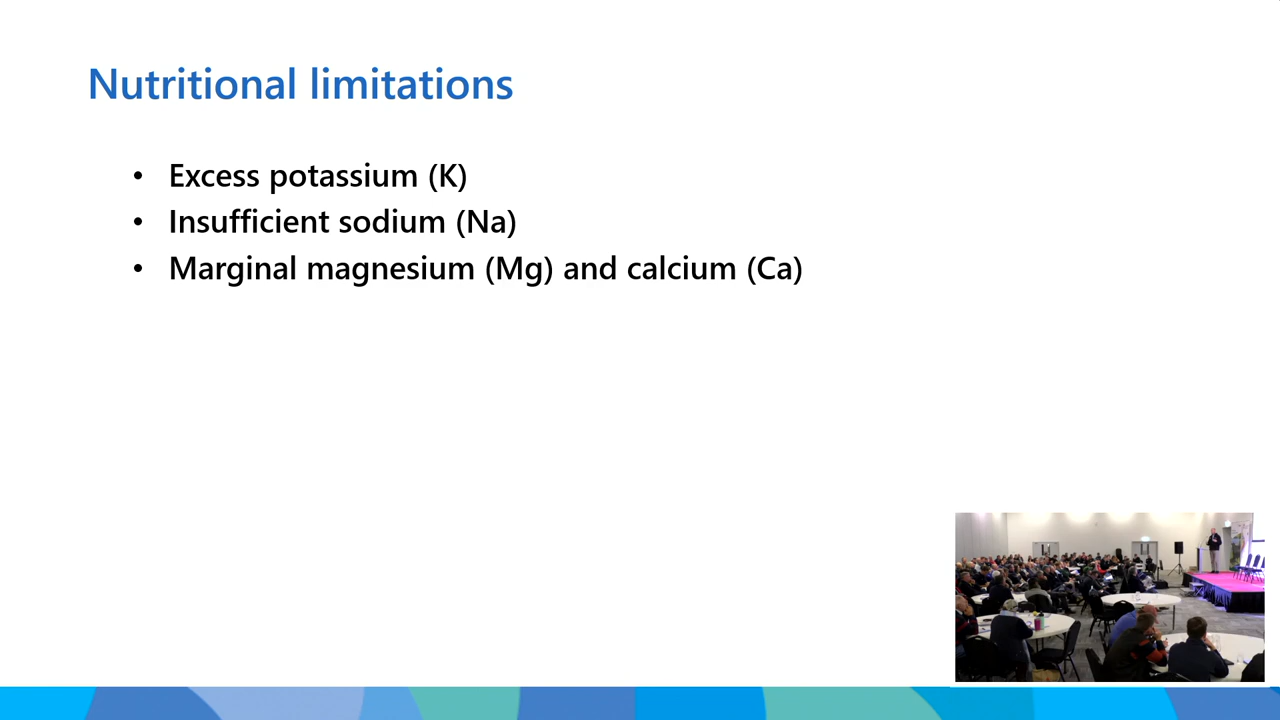 Nutritional limitations
• Excess potassium (K)
• Insufficient sodium (Na)
• Marginal magnesium (Mg) and calcium (Ca)